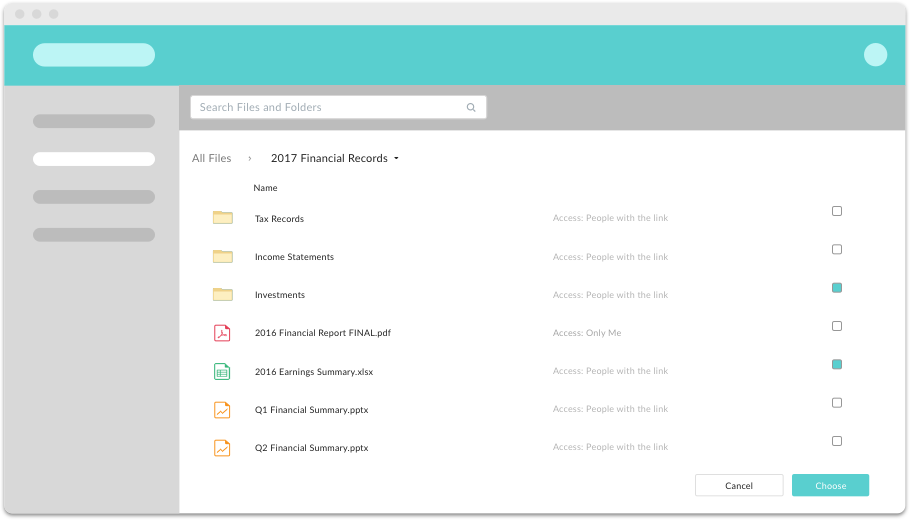 Search Files and Folders
All Files › 2017 Financial Records
Name
Tax Records Access: People with the link
Income Statements Access: People with the link
Investments Access: People with the link
2016 Financial Report FINAL.pdf Access: Only Me
2016 Earnings Summary.xlsx Access: People with the link
Q1 Financial Summary.pptx Access: People with the link
Q2 Financial Summary.pptx Access: People with the link
Cancel Choose